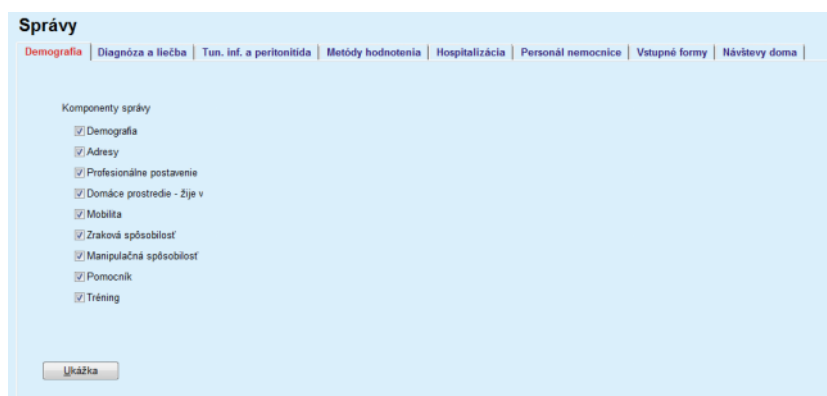 Správy
Demografia | Diagnóza a liečba | Tun. inf. a peritonitída | Metódy hodnotenia | Hospitalizácia | Personál nemocnice | Vstupné formy | Návštevy doma |
Komponenty správy
Demografia
Adresy
Profesionálne postavenie
Domáce prostredie - žije v
Mobilita
Zraková spôsobilosť
Manipulačná spôsobilosť
Pomocník
Tréning
Ukážka